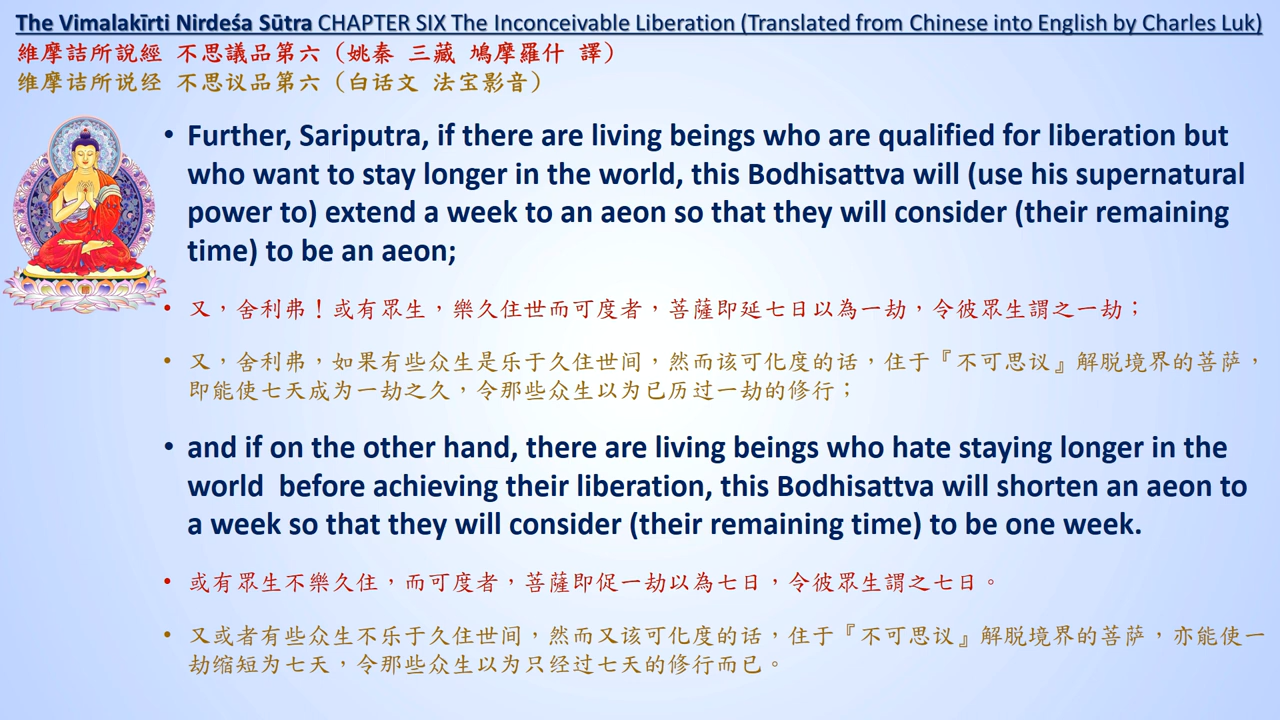 The Vimalakīrti Nirdeśa Sūtra CHAPTER SIX The Inconceivable Liberation (Translated from Chinese into English by Charles Luk)
維摩詰所說經 不思議品第六（姚秦 三藏 鳩摩羅什 譯）
维摩诘所说经 不思议品第六（白话文 法宝影音）
• Further, Sariputra, if there are living beings who are qualified for liberation but
who want to stay longer in the world, this Bodhisattva will (use his supernatural
power to) extend a week to an aeon so that they will consider (their remaining
time) to be an aeon;
• 又，舍利弗！或有眾生，樂久住世而可度者，菩薩即延七日以為一劫，令彼眾生謂之一劫；
• 又，舍利弗，如果有些众生是乐于久住世间，然而该可化度的话，住于『不可思议』解脱境界的菩萨，
即能使七天成为一劫之久，令那些众生以为已历过一劫的修行；
• and if on the other hand, there are living beings who hate staying longer in the
world before achieving their liberation, this Bodhisattva will shorten an aeon to
a week so that they will consider (their remaining time) to be one week.
• 或有眾生不樂久住，而可度者，菩薩即促一劫以為七日，令彼眾生謂之七日。
• 又或者有些众生不乐于久住世间，然而又该可化度的话，住于『不可思议』解脱境界的菩萨，亦能使一
劫缩短为七天，令那些众生以为只经过七天的修行而已。